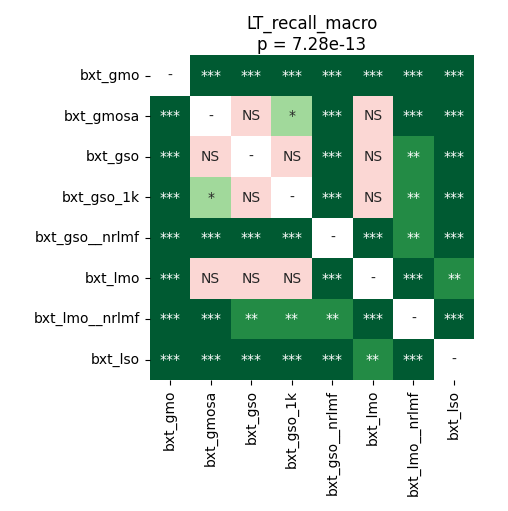 LT_recall_macro
p = 7.28e-13
bxt_gmo - *** *** *** *** *** *** ***
bxt_gmosa *** - NS * *** NS *** ***
bxt_gso *** NS - NS *** NS ** ***
bxt_gso_1k *** * NS - *** NS ** ***
bxt_gso__nrlmf *** *** *** *** - *** ** ***
bxt_lmo *** NS NS NS *** - *** **
bxt_lmo__nrlmf *** *** ** ** ** *** - ***
bxt_lso *** *** *** *** *** ** *** -
bxt_gmo
bxt_gmosa
bxt_gso
bxt_gso_1k
bxt_gso__nrlmf
bxt_lmo
bxt_lmo__nrlmf
bxt_lso